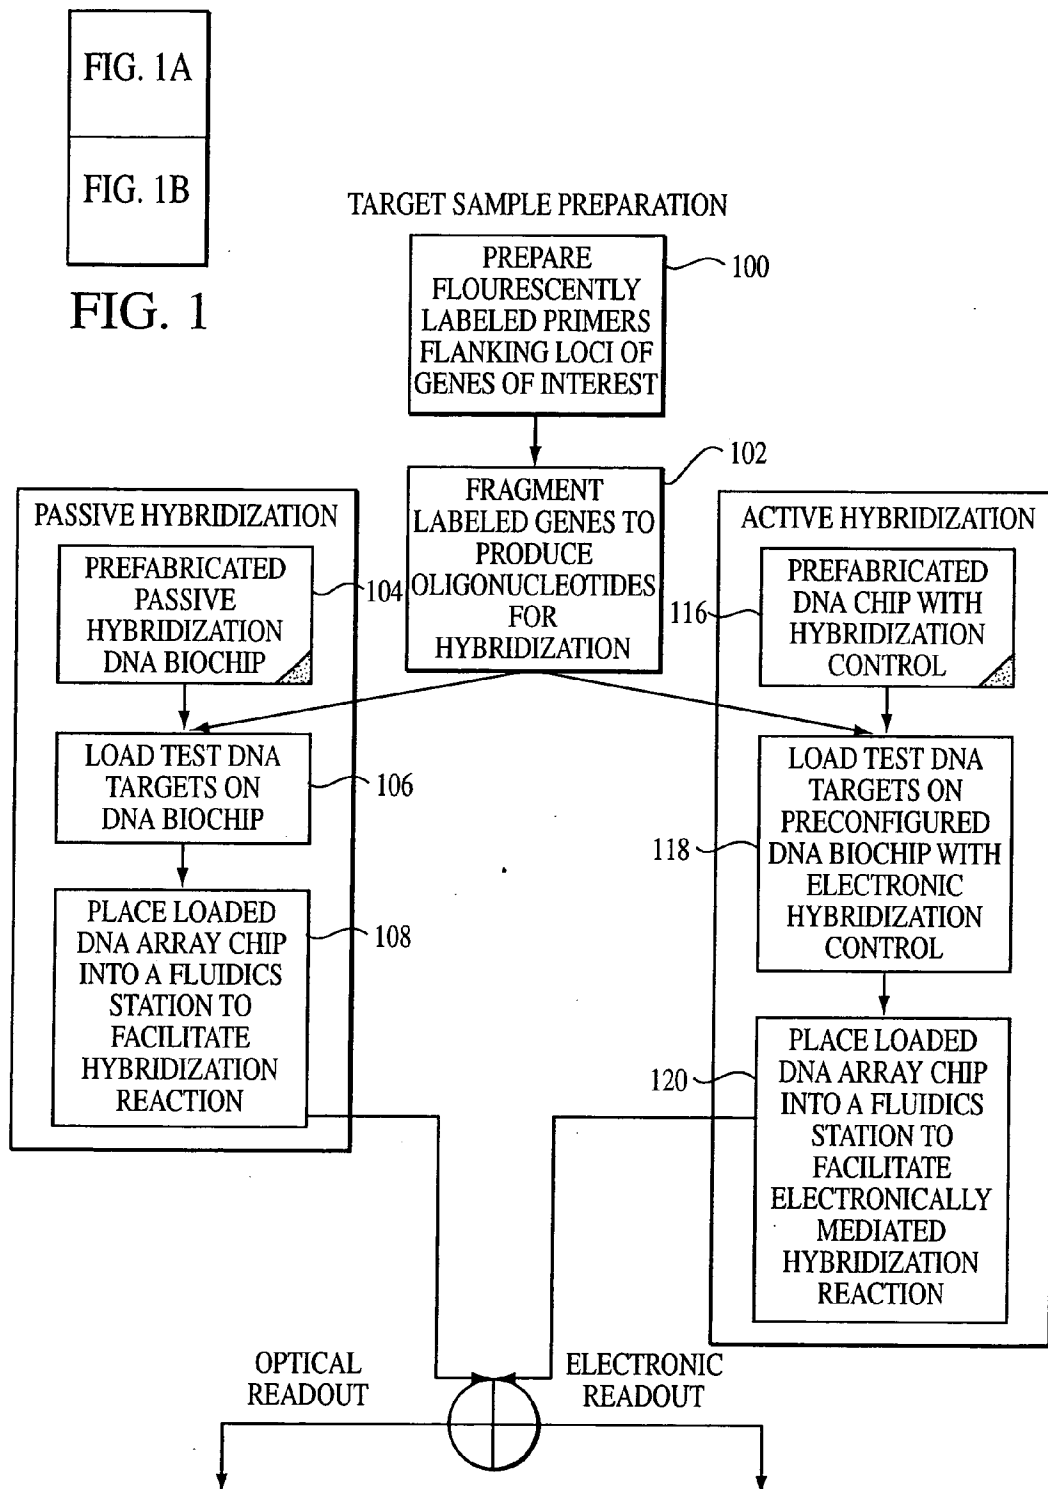 FIG. 1A
FIG. 1B
FIG. 1
TARGET SAMPLE PREPARATION
PREPARE
FLOURESCENTLY
LABELED PRIMERS
FLANKING LOCI OF
GENES OF INTEREST
100
FRAGMENT
LABELED GENES TO
PRODUCE
OLIGONUCLEOTIDES
FOR
HYBRIDIZATION
102
PASSIVE HYBRIDIZATION
PREFABRICATED
PASSIVE
HYBRIDIZATION
DNA BIOCHIP
104
LOAD TEST DNA
TARGETS ON
DNA BIOCHIP
106
PLACE LOADED
DNA ARRAY CHIP
INTO A FLUIDICS
STATION TO
FACILITATE
HYBRIDIZATION
REACTION
108
ACTIVE HYBRIDIZATION
PREFABRICATED
DNA CHIP WITH
HYBRIDIZATION
CONTROL
116
LOAD TEST DNA
TARGETS ON
PRECONFIGURED
DNA BIOCHIP WITH
ELECTRONIC
HYBRIDIZATION
CONTROL
118
PLACE LOADED
DNA ARRAY CHIP
INTO A FLUIDICS
STATION TO
FACILITATE
ELECTRONICALLY
MEDIATED
HYBRIDIZATION
REACTION
120
OPTICAL
READOUT
ELECTRONIC
READOUT